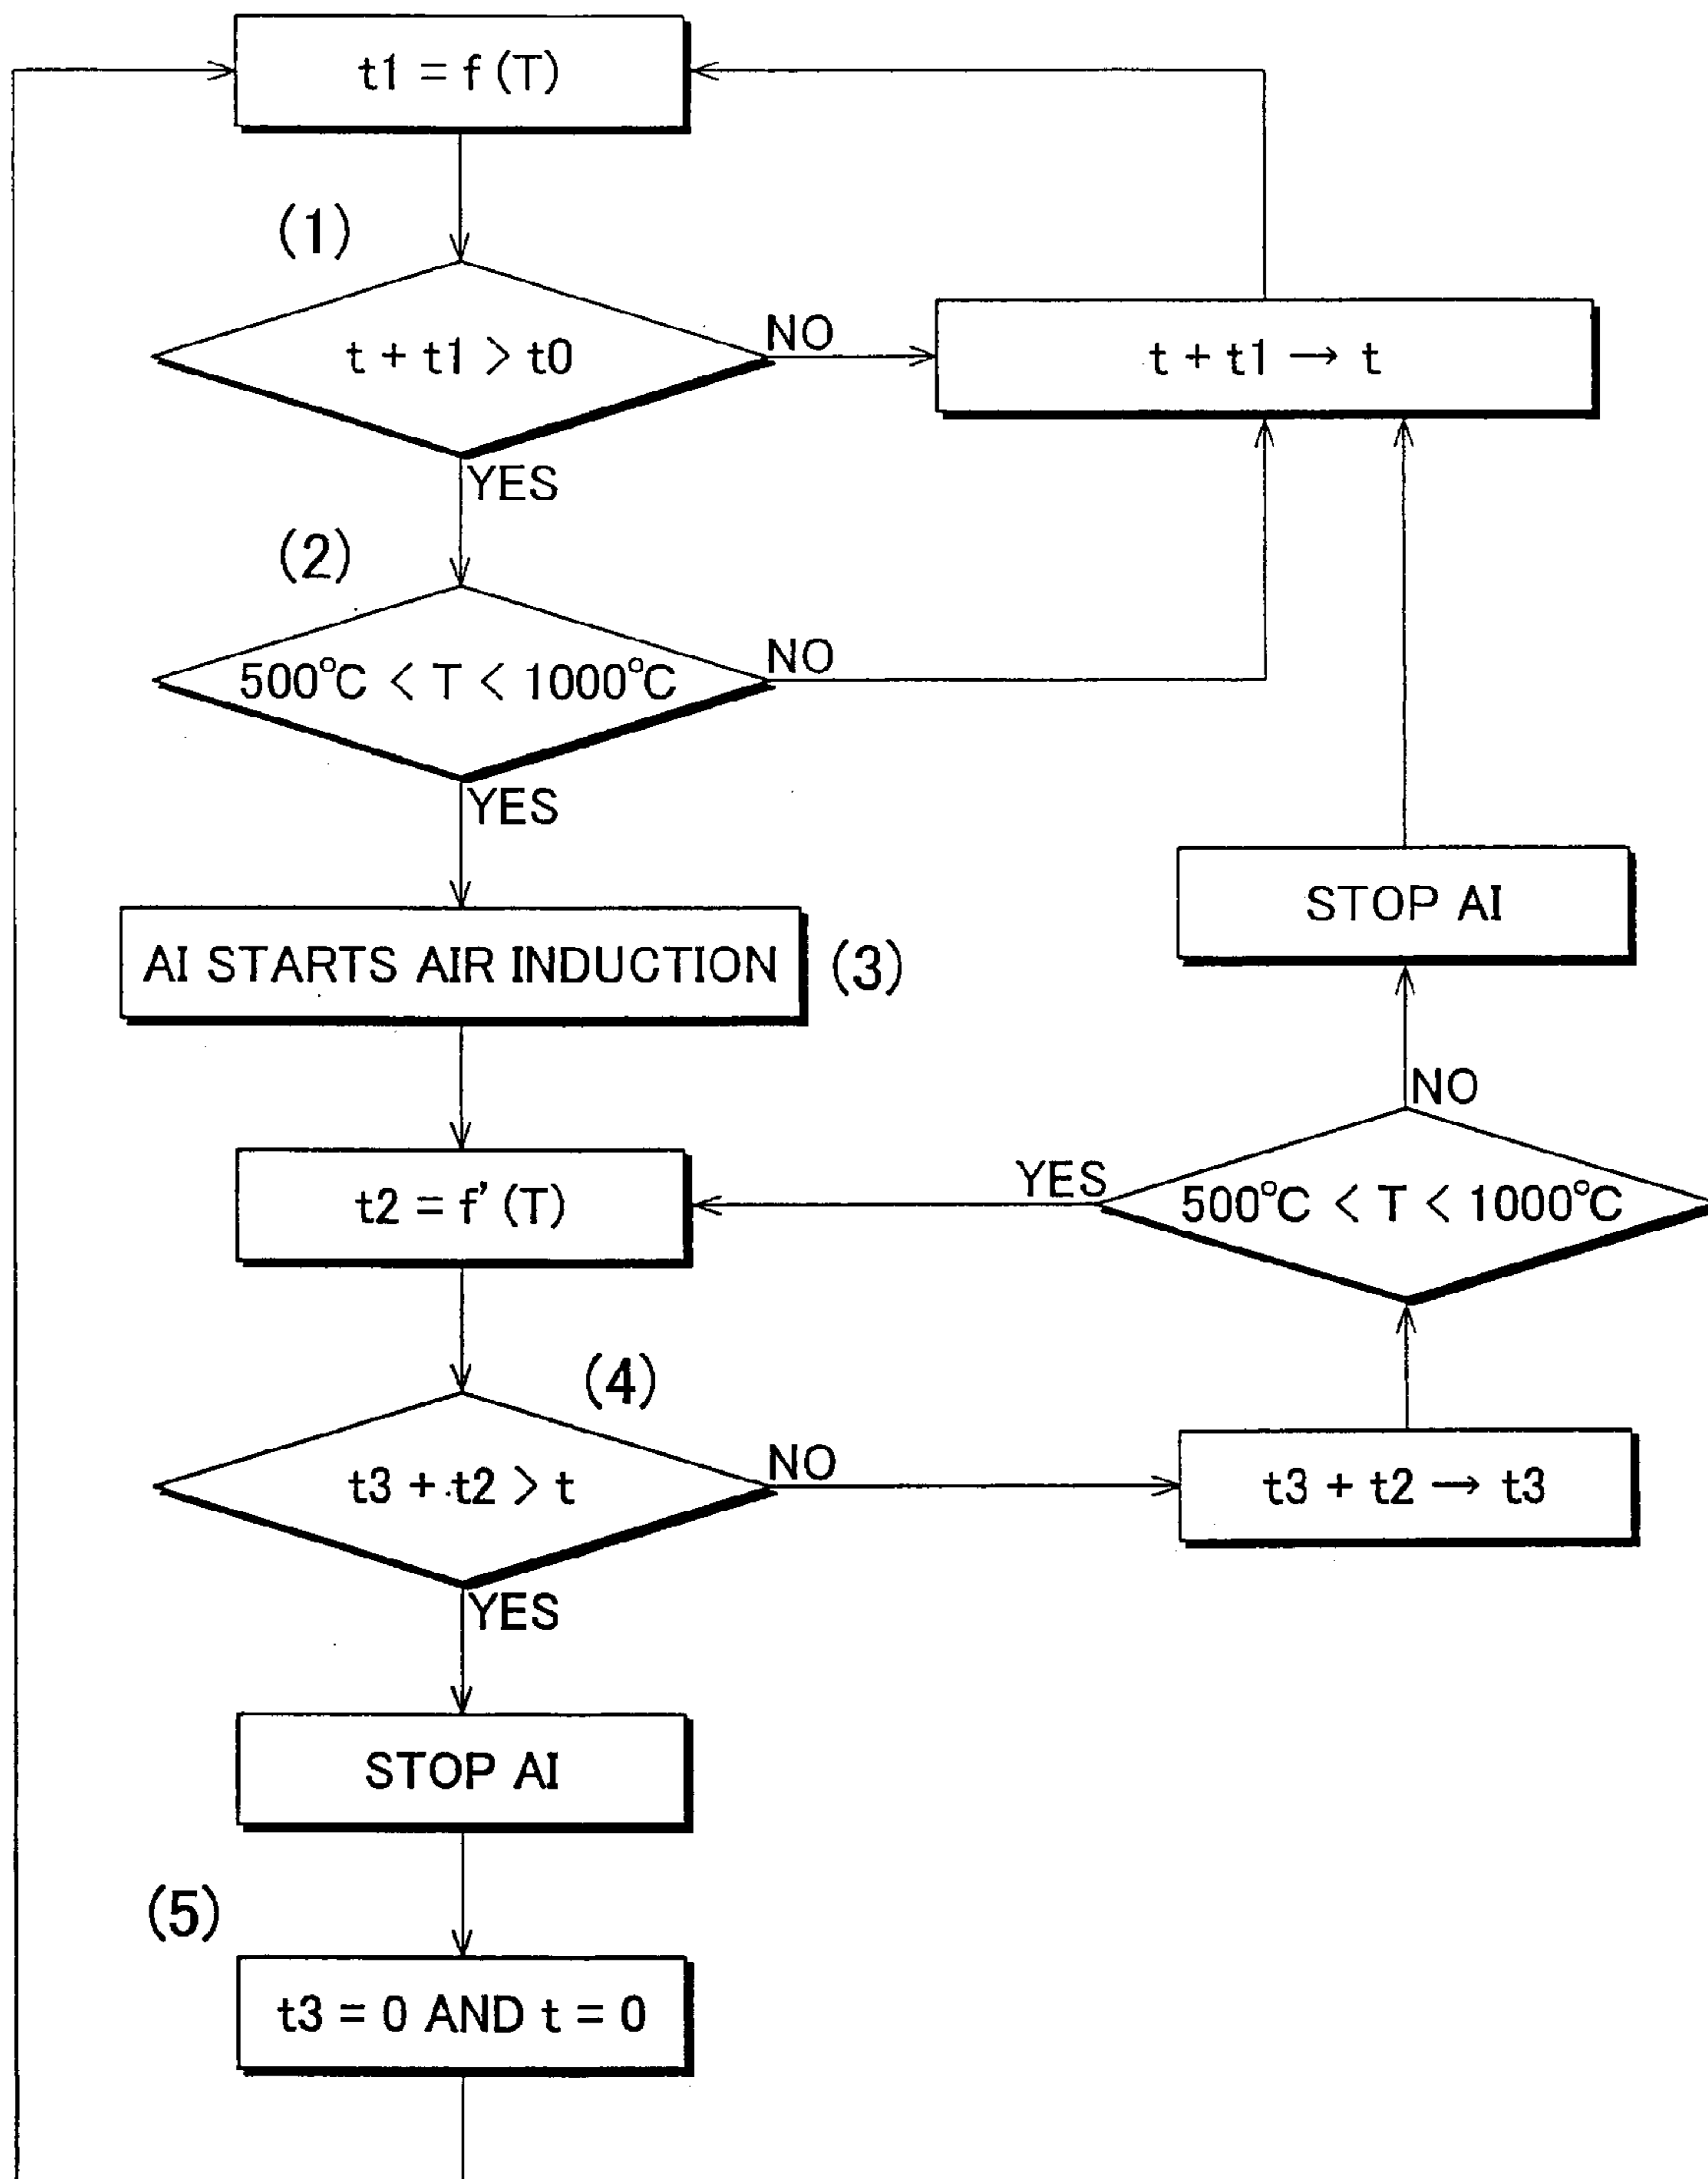 t1 = f (T)
(1)
t + t1 > t0
NO
t + t1 → t
YES
(2)
500°C < T < 1000°C
NO
YES
STOP AI
AI STARTS AIR INDUCTION
(3)
NO
YES
t2 = f' (T)
500°C < T < 1000°C
(4)
t3 + t2 > t
NO
t3 + t2 → t3
YES
STOP AI
(5)
t3 = 0 AND t = 0